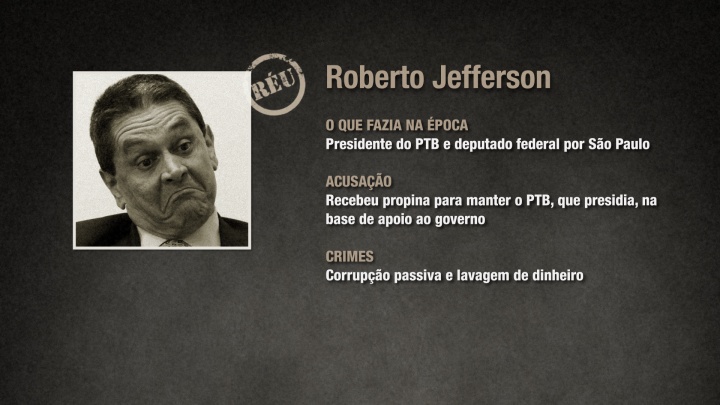 RÉU
Roberto Jefferson
O QUE FAZIA NA ÉPOCA
Presidente do PTB e deputado federal por São Paulo
ACUSAÇÃO
Recebeu propina para manter o PTB, que presidia, na
base de apoio ao governo
CRIMES
Corrupção passiva e lavagem de dinheiro